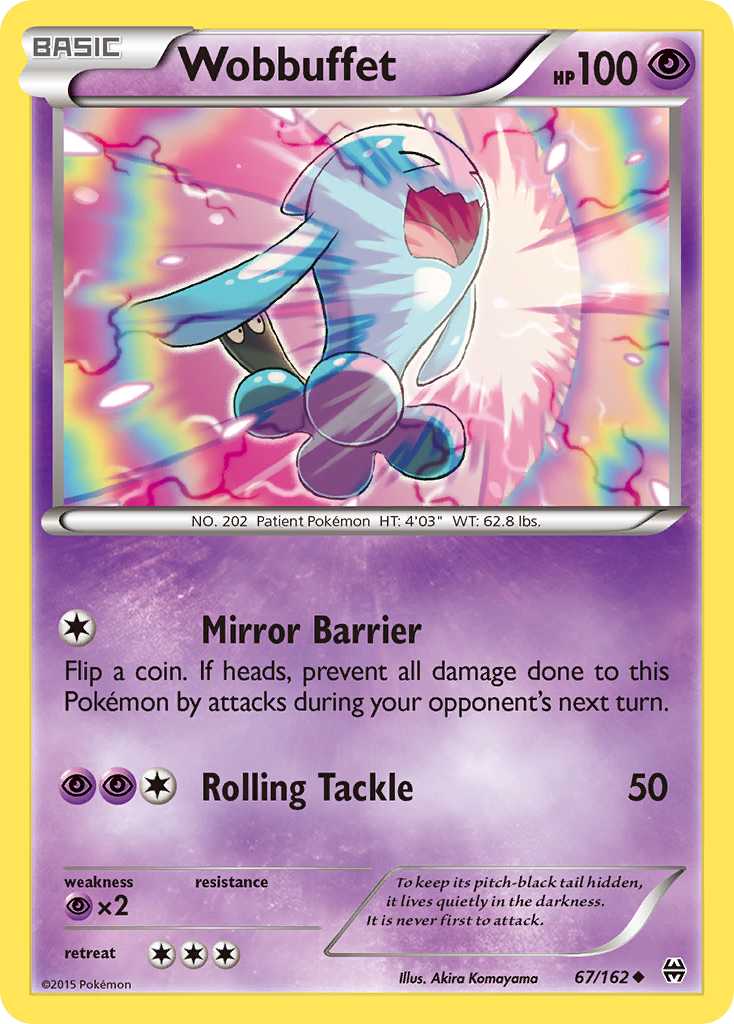 BASIC
Wobbuffet
HP 100
NO. 202 Patient Pokémon HT: 4'03" WT: 62.8 lbs.
Mirror Barrier
Flip a coin. If heads, prevent all damage done to this
Pokémon by attacks during your opponent's next turn.
Rolling Tackle 50
weakness resistance
×2
retreat
To keep its pitch-black tail hidden,
it lives quietly in the darkness.
It is never first to attack.
©2015 Pokémon
Illus. Akira Komayama 67/162